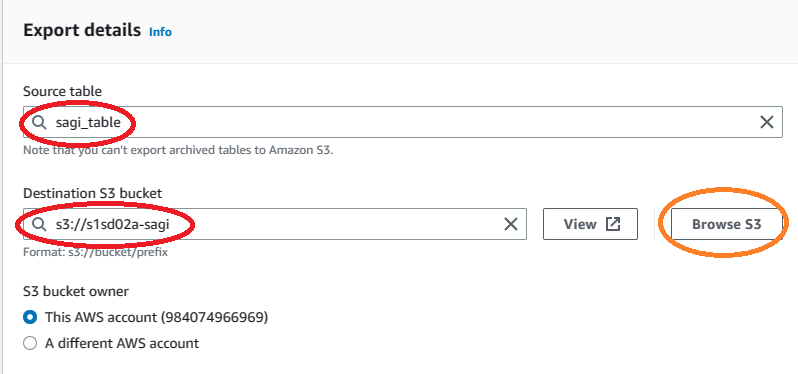 Export details Info
Source table
sagi_table
Note that you can't export archived tables to Amazon S3.
Destination S3 bucket
s3://s1sd02a-sagi
View
Browse S3
Format: s3://bucket/prefix
S3 bucket owner
This AWS account (984074966969)
A different AWS account